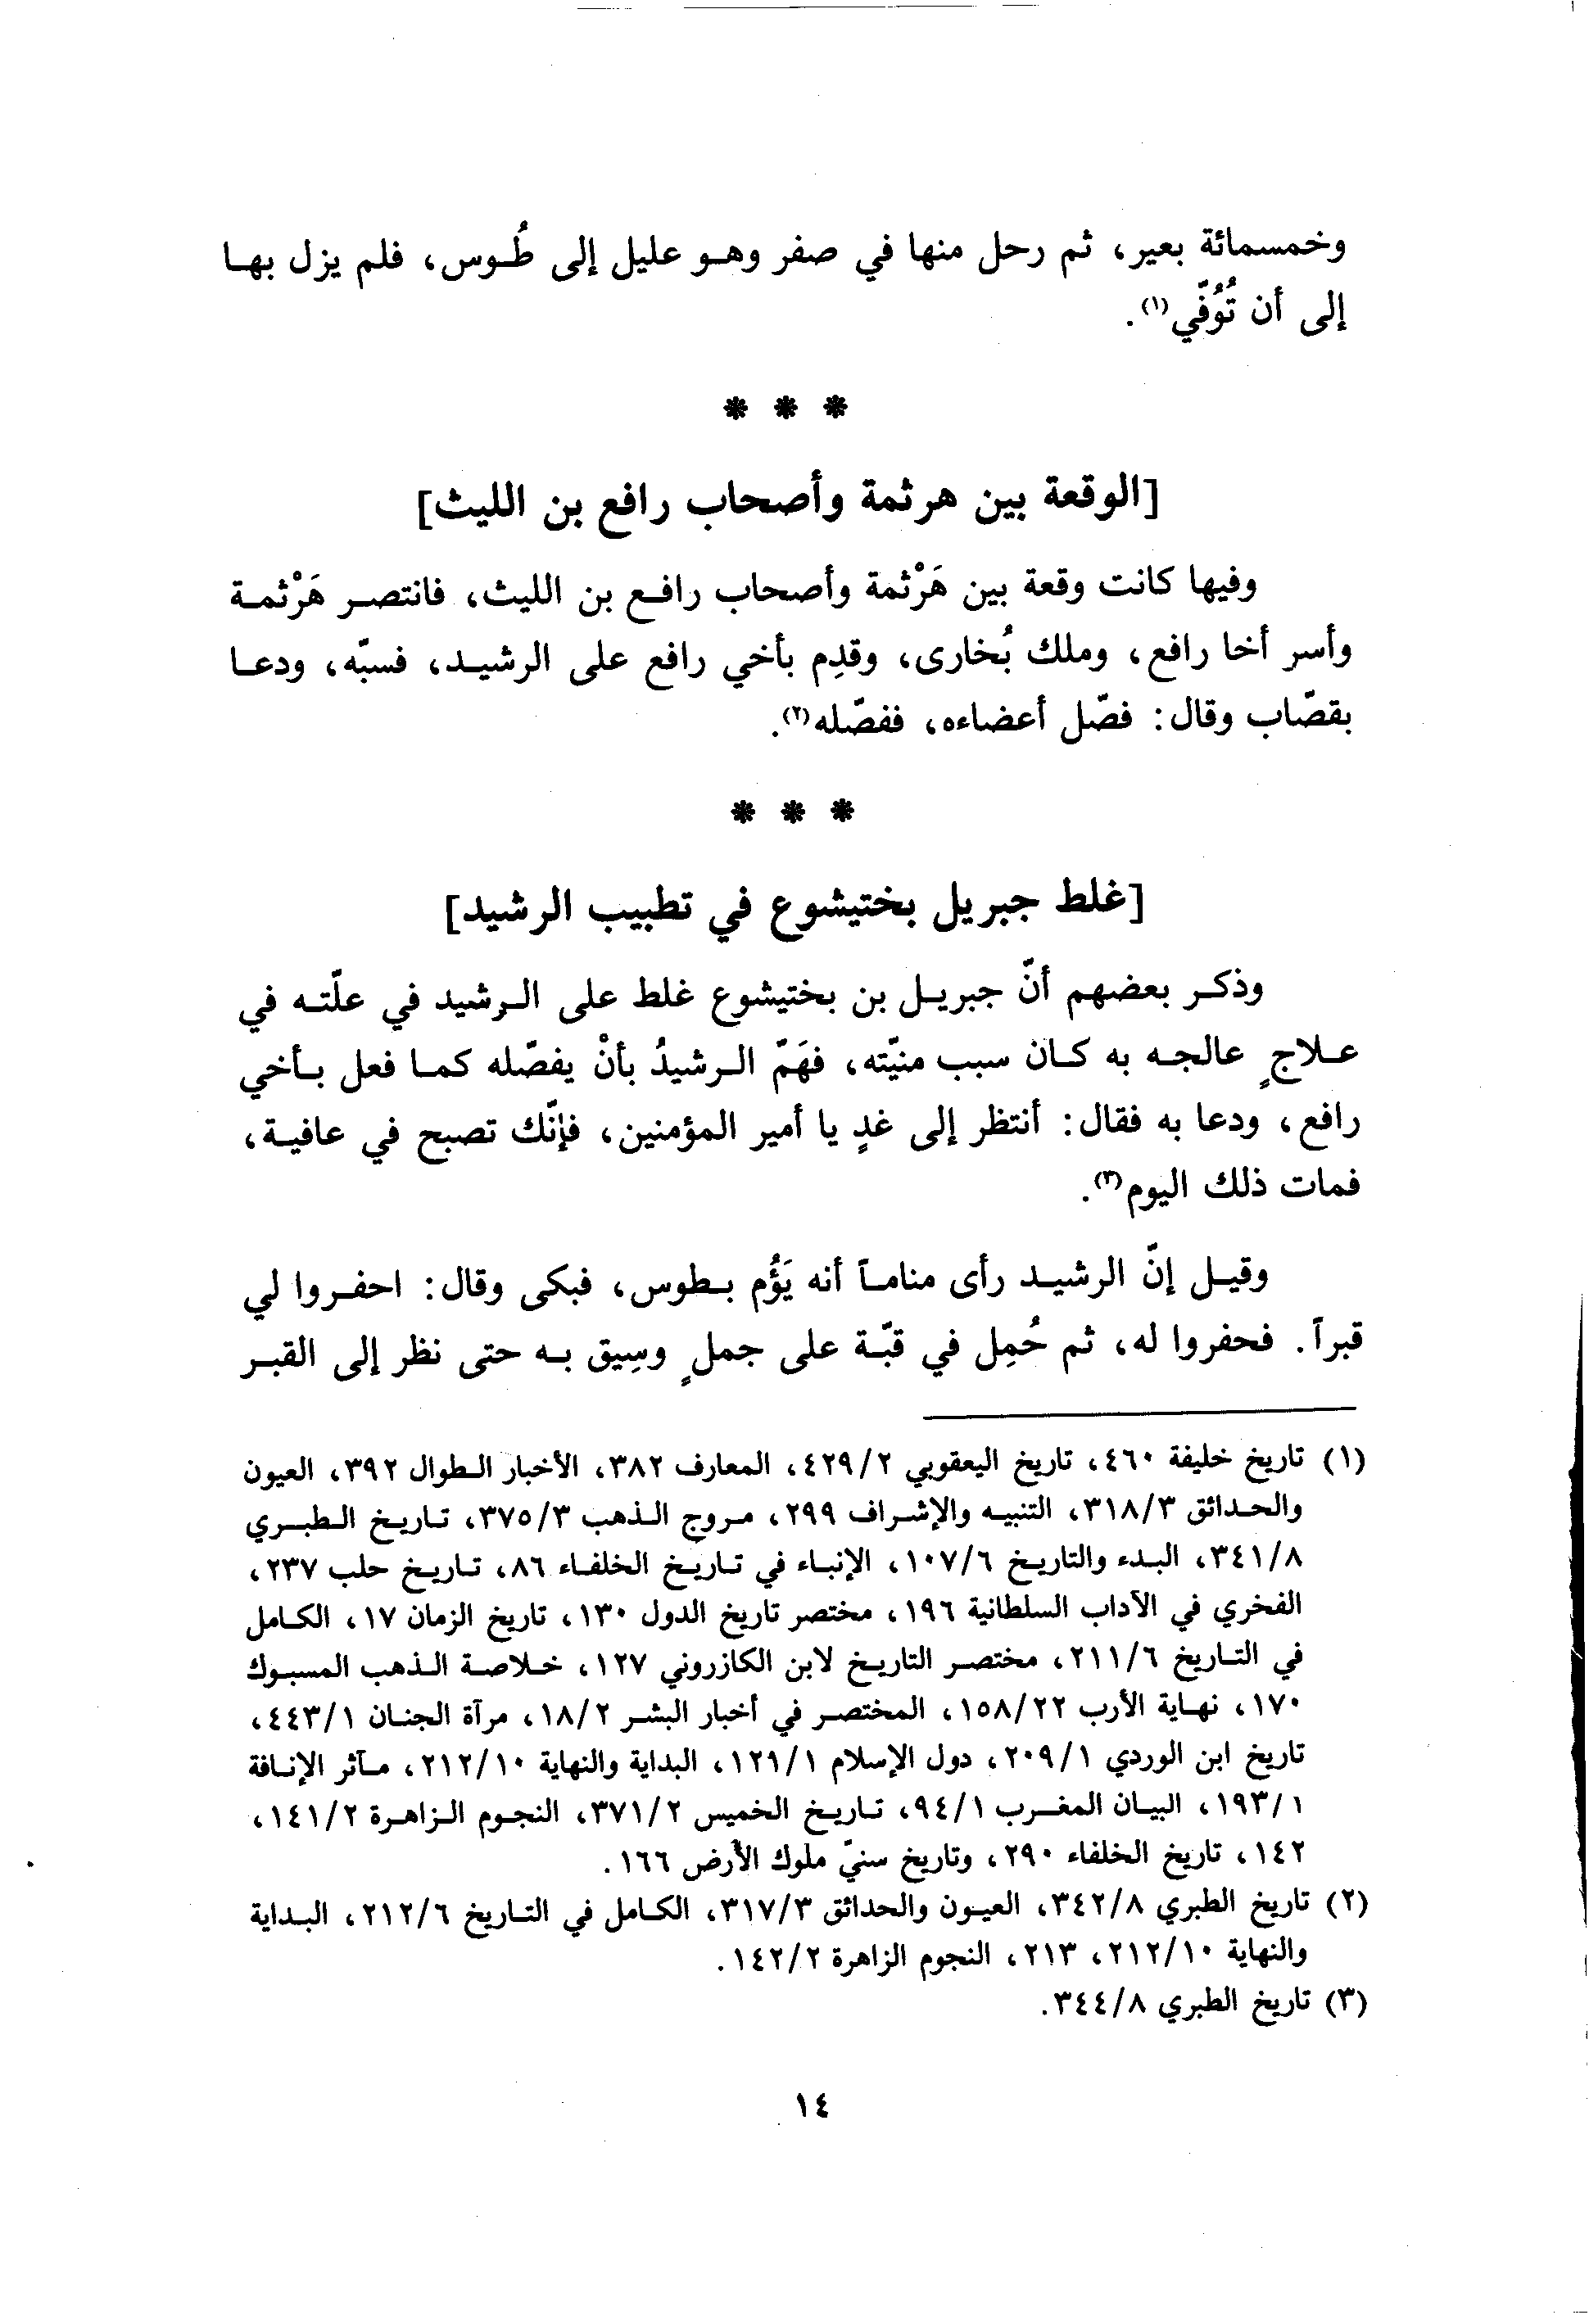 وخمسمائة بعير، ثم رحل منها في صفر وهو عليل إلى طُوس، فلم يزل بها
إلى أن تُوُفّي(١).
* * *
[الوقعة بين هرثمة وأصحاب رافع بن الليث]
وفيها كانت وقعة بين هَرْثمة وأصحاب رافع بن الليث، فانتصر هَرْثمة
وأسر أخا رافع، وملك بُخارى، وقدِم بأخي رافع على الرشيد، فسبّه، ودعا
بقصّاب وقال: فصّل أعضاءه، ففصّله(٢).
* * *
[غلط جبريل بختيشوع في تطبيب الرشيد]
وذكر بعضهم أنّ جبريل بن بختيشوع غلط على الرشيد في علّته في
علاجٍ عالجه به كان سبب منيّته، فهَمّ الرشيدُ بأنْ يفصّله كما فعل بأخي
رافع، ودعا به فقال: أنتظر إلى غدٍ يا أمير المؤمنين، فإنّك تصبح في عافية،
فمات ذلك اليوم(٣).
وقيل إنّ الرشيد رأى مناماً أنه يَؤُم بطوس، فبكى وقال: احفروا لي
قبراً. فحفروا له، ثم حُمِل في قبّة على جملٍ وسِيق به حتى نظر إلى القبر
(١) تاريخ خليفة ٤٦٠، تاريخ اليعقوبي ٤٢٩/٢، المعارف ٣٨٢، الأخبار الطوال ٣٩٢، العيون
والحدائق ٣١٨/٣، التنبيه والإشراف ٢٩٩، مروج الذهب ٣٧٥/٣، تاريخ الطبري
٣٤١/٨، البدء والتاريخ ١٠٧/٦، الإنباء في تاريخ الخلفاء ٨٦، تاريخ حلب ٢٣٧،
الفخري في الآداب السلطانية ١٩٦، مختصر تاريخ الدول ١٣٠، تاريخ الزمان ١٧، الكامل
في التاريخ ٢١١/٦، مختصر التاريخ لابن الكازروني ١٢٧، خلاصة الذهب المسبوك
١٧٠، نهاية الأرب ١٥٨/٢٢، المختصر في أخبار البشر ١٨/٢، مرآة الجنان ٤٤٣/١،
تاريخ ابن الوردي ٢٠٩/١، دول الإسلام ١٢١/١، البداية والنهاية ٢١٢/١٠، مآثر الإنافة
١٩٣/١، البيان المغرب ٩٤/١، تاريخ الخميس ٣٧١/٢، النجوم الزاهرة ١٤١/٢،
١٤٢، تاريخ الخلفاء ٢٩٠، وتاريخ سنيّ ملوك الأرض ١٦٦.
(٢) تاريخ الطبري ٣٤٢/٨، العيون والحدائق ٣١٧/٣، الكامل في التاريخ ٢١٢/٦، البداية
والنهاية ٢١٢/١٠، ٢١٣، النجوم الزاهرة ١٤٢/٢.
(٣) تاريخ الطبري ٣٤٤/٨.
١٤